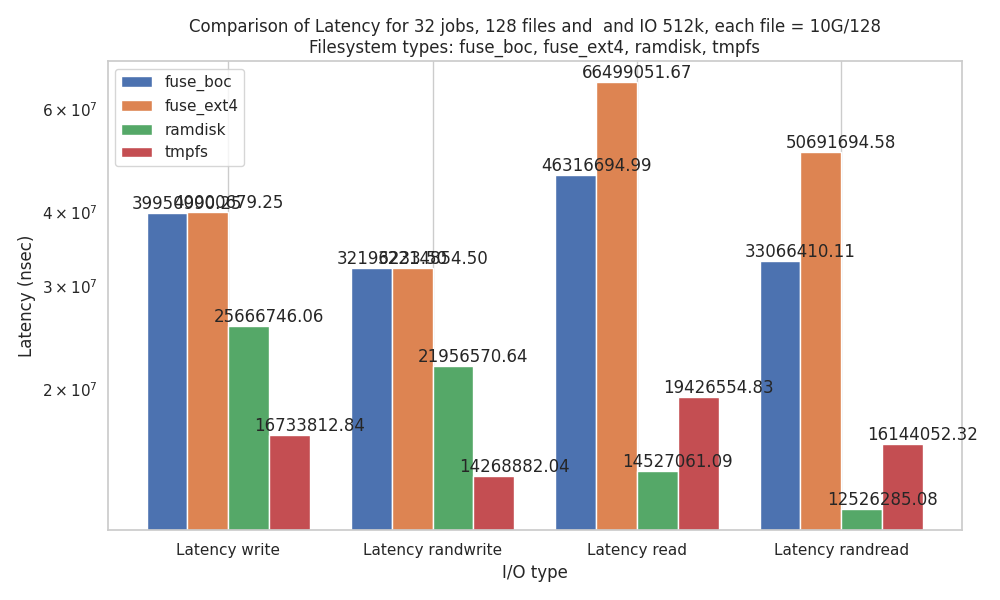 Comparison of Latency for 32 jobs, 128 files and  and IO 512k, each file = 10G/128
Filesystem types: fuse_boc, fuse_ext4, ramdisk, tmpfs
fuse_boc
fuse_ext4
ramdisk
tmpfs
66499051.67
6 × 10⁷
50691694.58
46316694.99
40000679.25
4 × 10⁷
33066410.11
3 × 10⁷
25666746.06
21956570.64
2 × 10⁷
19426554.83
16733812.84
16144052.32
14268882.04
14527061.09
12526285.08
Latency (nsec)
Latency write
Latency randwrite
Latency read
Latency randread
I/O type